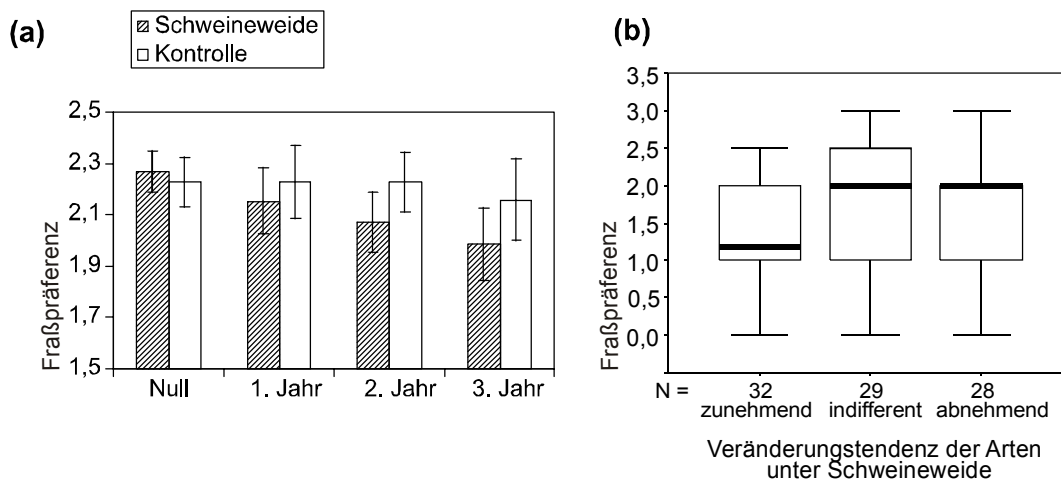 (a)
Schweineweide
Kontrolle
Fraßpräferenz
2,5
2,3
2,1
1,9
1,7
1,5
Null 1. Jahr 2. Jahr 3. Jahr
(b)
Fraßpräferenz
3,5
3,0
2,5
2,0
1,5
1,0
0,5
0,0
N = 32 29 28
zunehmend indifferent abnehmend
Veränderungstendenz der Arten
unter Schweineweide